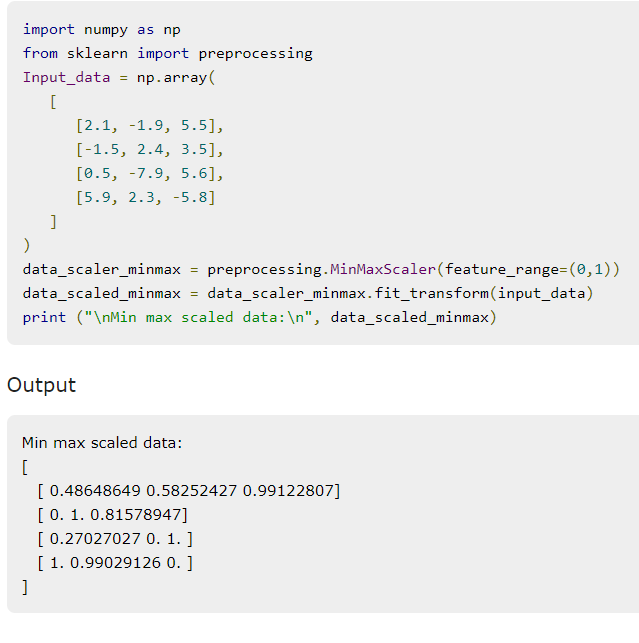 import numpy as np
from sklearn import preprocessing
Input_data = np.array(
[
[2.1, -1.9, 5.5],
[-1.5, 2.4, 3.5],
[0.5, -7.9, 5.6],
[5.9, 2.3, -5.8]
]
)
data_scaler_minmax = preprocessing.MinMaxScaler(feature_range=(0,1))
data_scaled_minmax = data_scaler_minmax.fit_transform(input_data)
print ("\nMin max scaled data:\n", data_scaled_minmax)
Output
Min max scaled data:
[
[ 0.48648649 0.58252427 0.99122807]
[ 0. 1. 0.81578947]
[ 0.27027027 0. 1. ]
[ 1. 0.99029126 0. ]
]